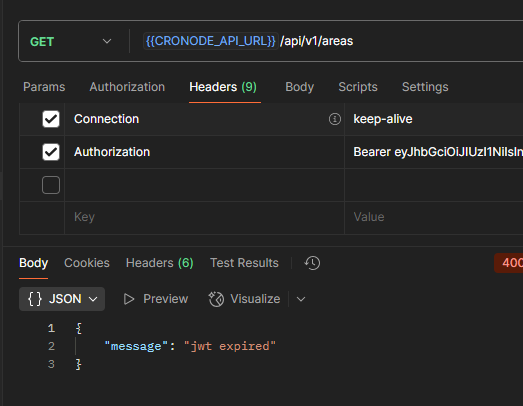 GET {{CRONODE_API_URL}} /api/v1/areas
Params Authorization Headers (9) Body Scripts Settings
Connection keep-alive
Authorization Bearer
Key Value
Body Cookies Headers (6) Test Results 400
{} JSON Preview Visualize
1 {
2 "message": "jwt expired"
3 }